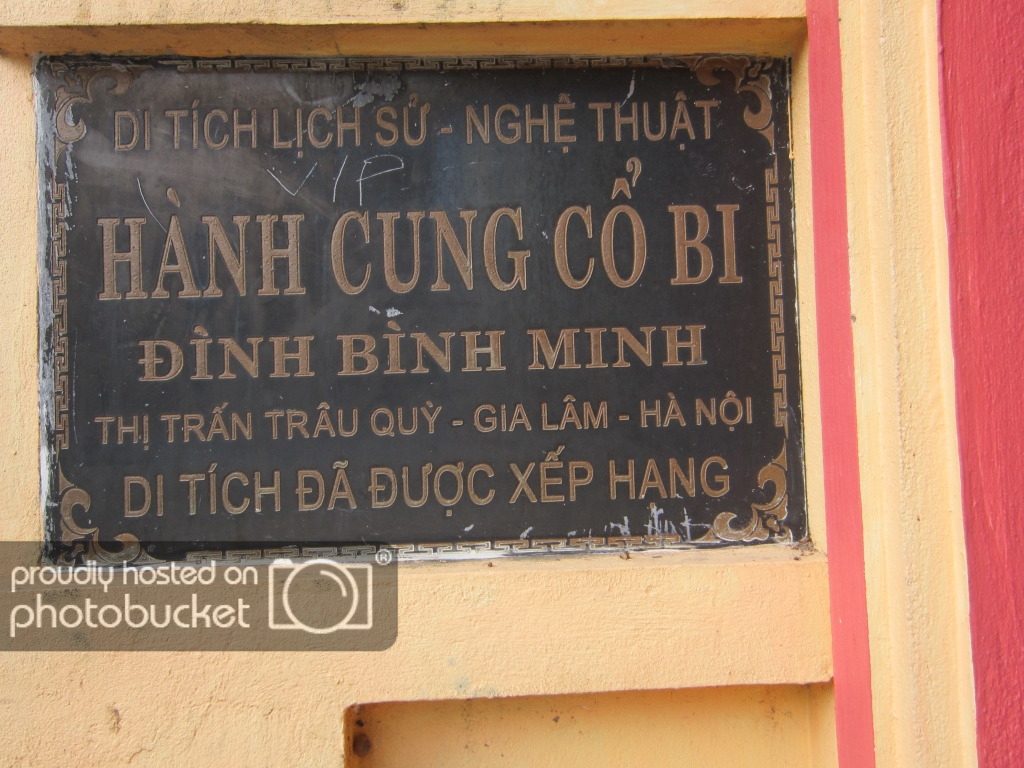 DI TÍCH LỊCH SỬ - NGHỆ THUẬT
VIP
HÀNH CUNG CỔ BI
ĐÌNH BÌNH MINH
THỊ TRẤN TRÂU QUỲ - GIA LÂM - HÀ NỘI
DI TÍCH ĐÃ ĐƯỢC XẾP HANG
proudly hosted on
photobucket ®